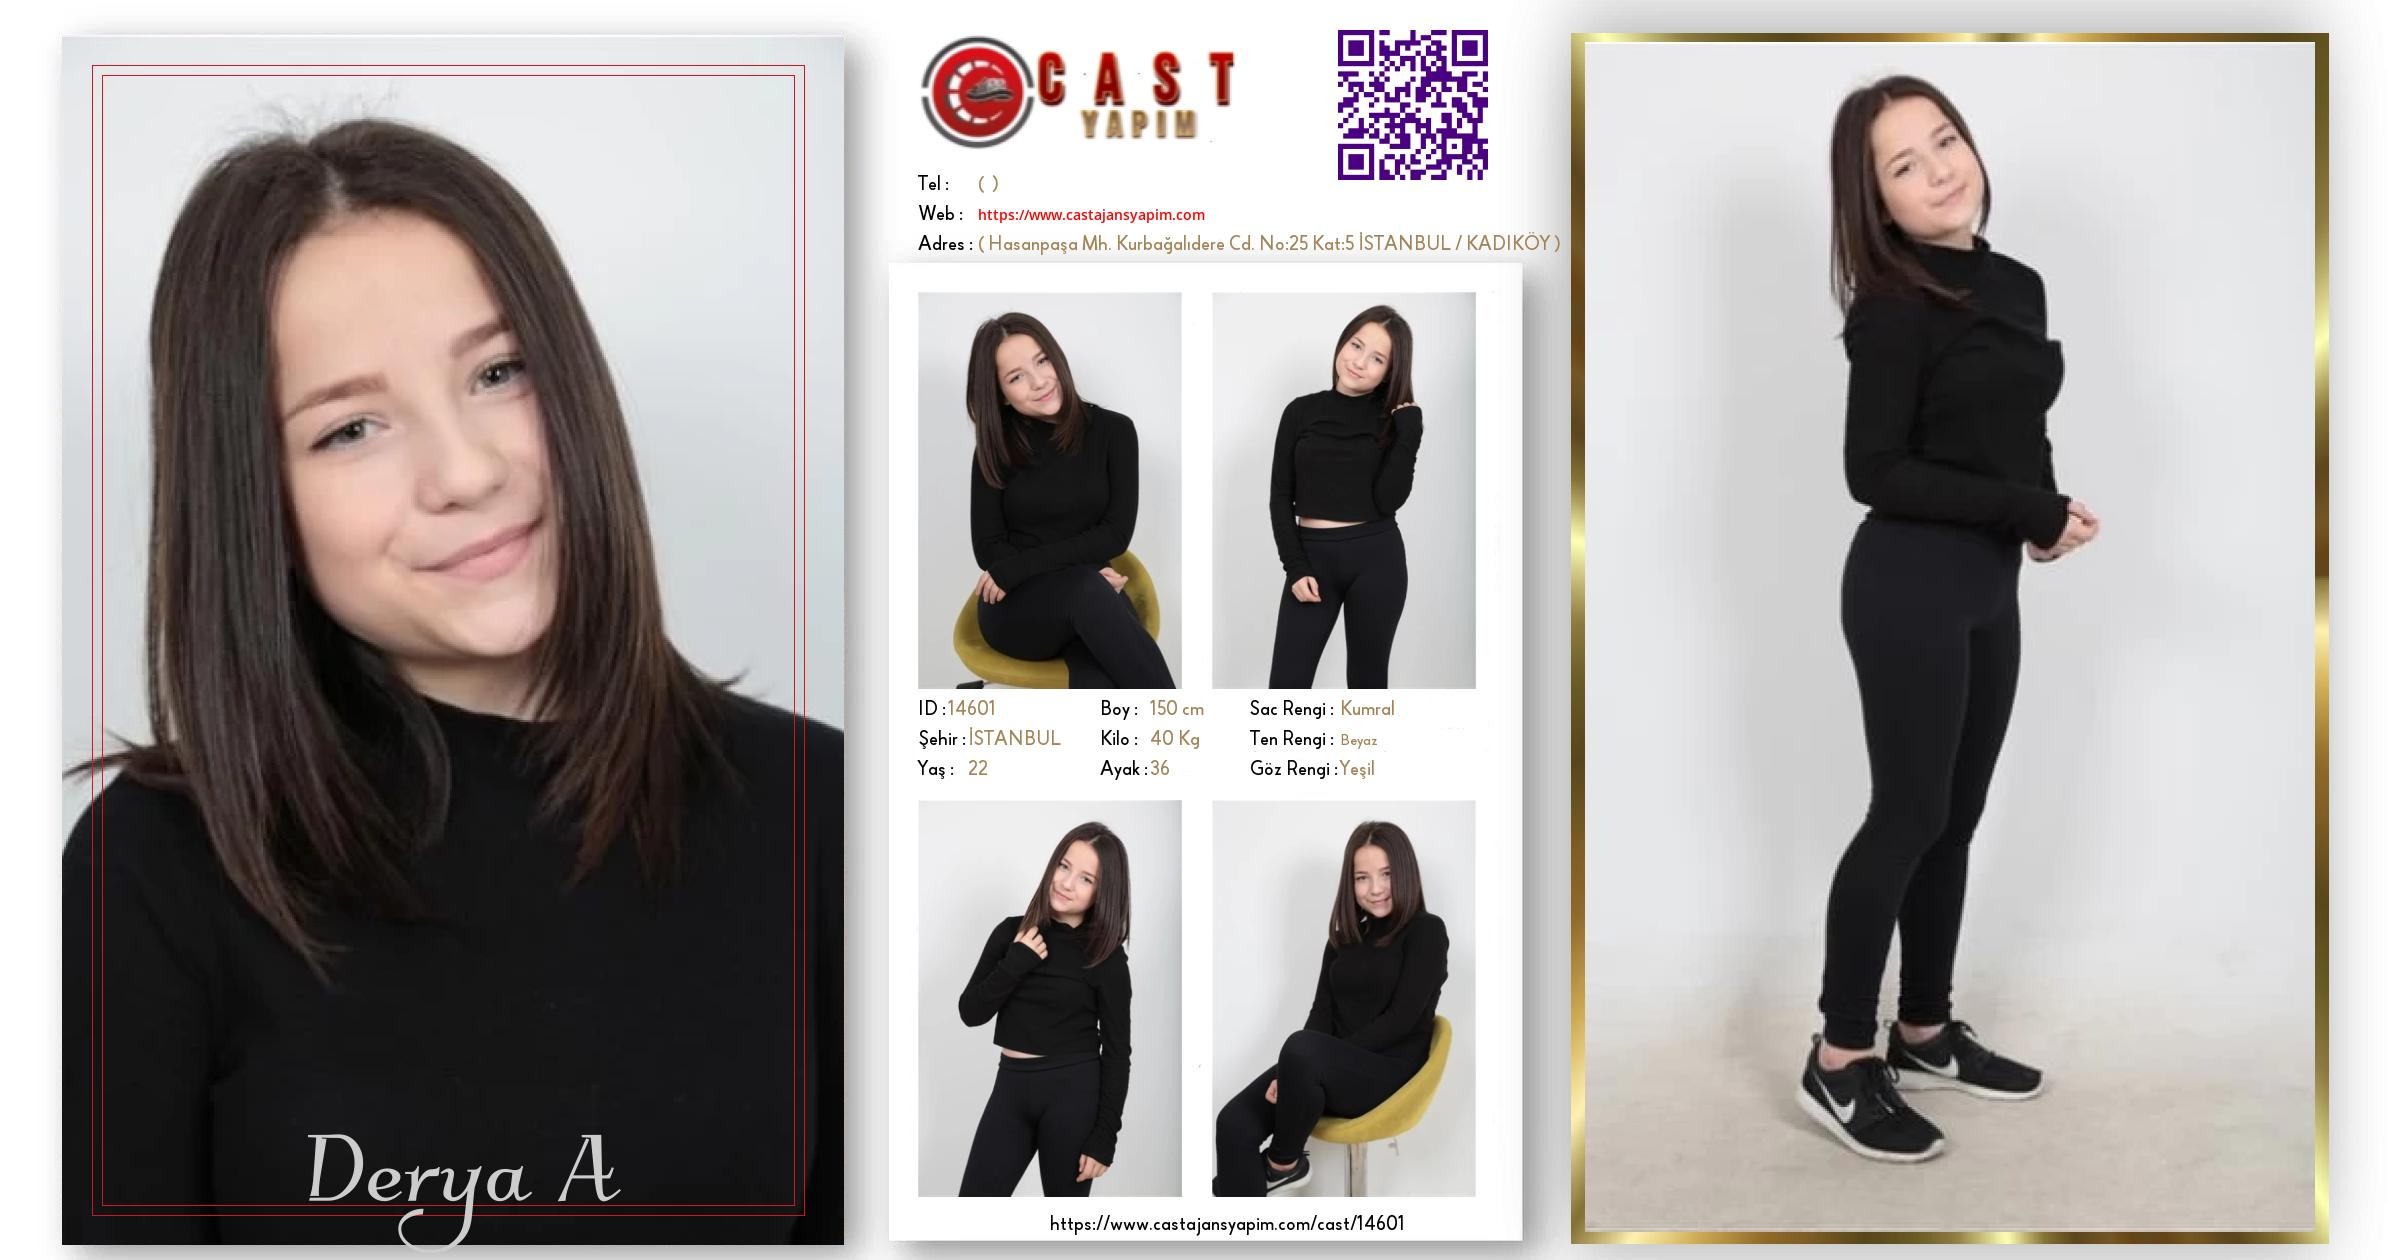 CAST
YAPIM
Tel : ( )
Web : https://www.castajansyapim.com
Adres : ( Hasanpaşa Mh. Kurbağalıdere Cd. No:25 Kat:5 İSTANBUL / KADIKÖY )
ID : 14601 Boy : 150 cm Sac Rengi : Kumral
Şehir : İSTANBUL Kilo : 40 Kg Ten Rengi : Beyaz
Yaş : 22 Ayak : 36 Göz Rengi : Yeşil
Derya A
https://www.castajansyapim.com/cast/14601